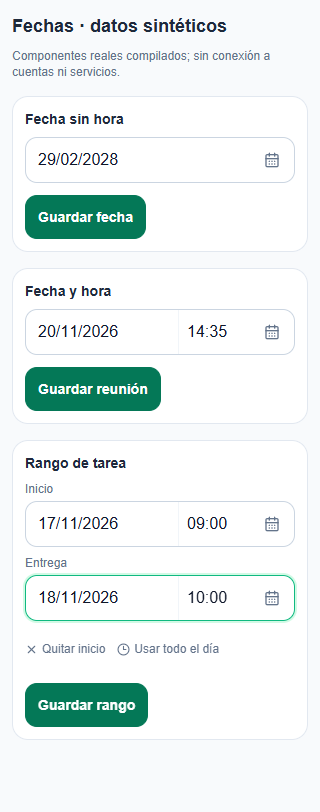 Fechas · datos sintéticos
Componentes reales compilados; sin conexión a
cuentas ni servicios.
Fecha sin hora
29/02/2028
Guardar fecha
Fecha y hora
20/11/2026 14:35
Guardar reunión
Rango de tarea
Inicio
17/11/2026 09:00
Entrega
18/11/2026 10:00
Quitar inicio Usar todo el día
Guardar rango